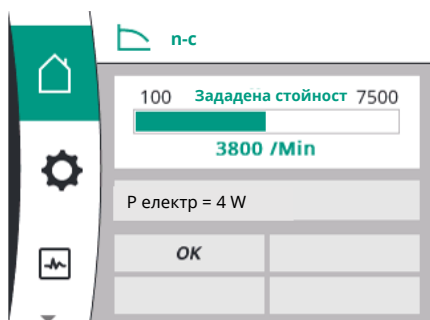 n-c
100 Зададена стойност 7500
3800 /Min
Р електр = 4 W
OK